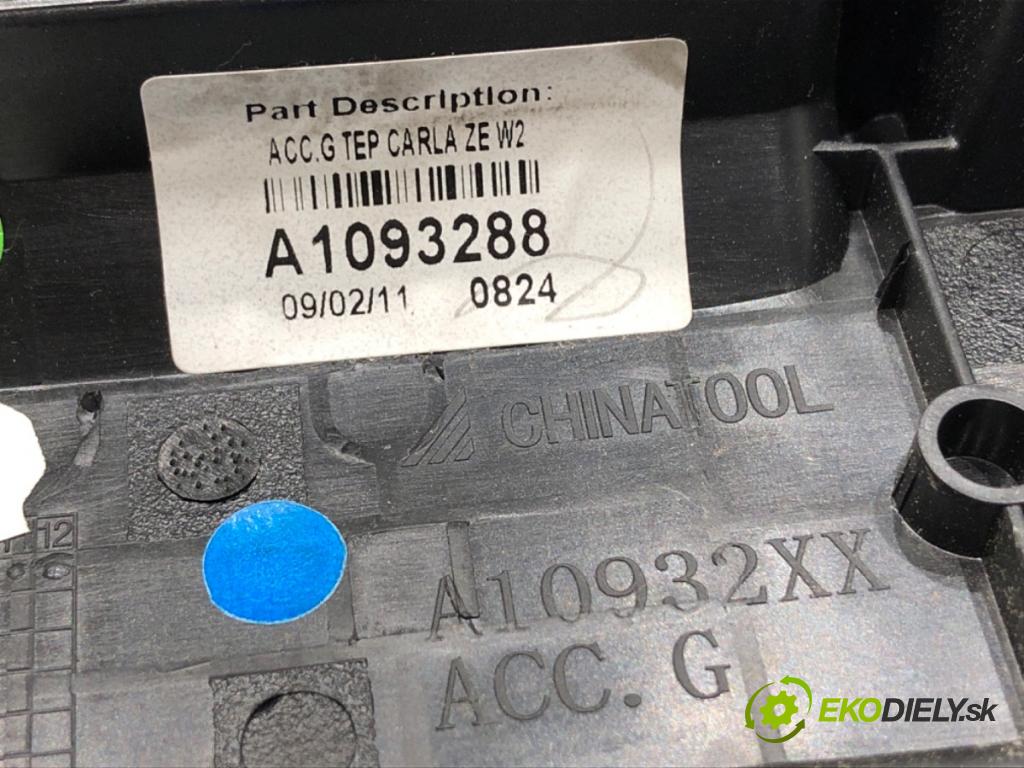 Part Description:
ACC.G TEP CARLA ZE W2
A1093288
09/02/11 0824
CHINATOOL
12
A10932XX
ACC. G
EKODIELY.sk